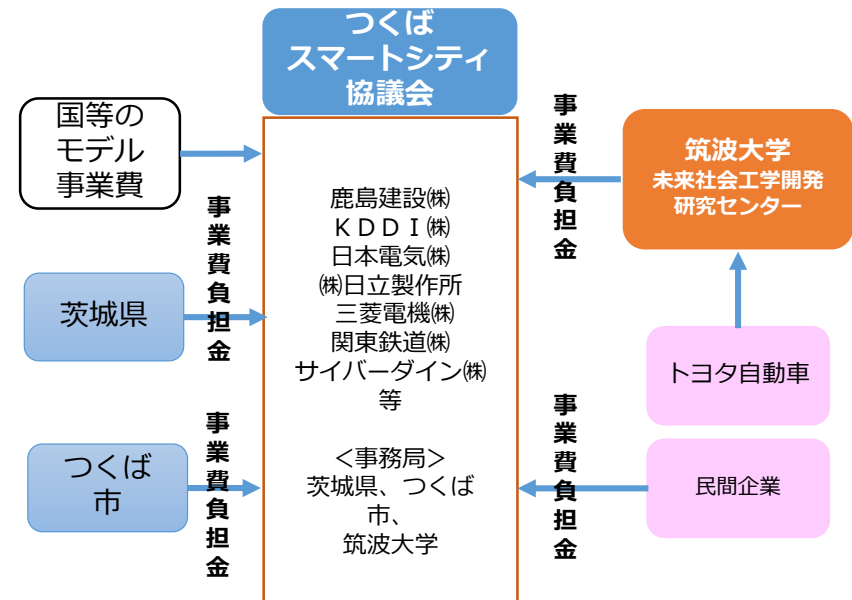 つくば
スマートシティ
協議会
国等の
モデル
事業費
事業費負担金
茨城県
事業費負担金
つくば
市
鹿島建設㈱
ＫＤＤＩ㈱
日本電気㈱
㈱日立製作所
三菱電機㈱
関東鉄道㈱
サイバーダイン㈱
等
＜事務局＞
茨城県、つくば
市、
筑波大学
事業費負担金
筑波大学
未来社会工学開発
研究センター
トヨタ自動車
事業費負担金
民間企業